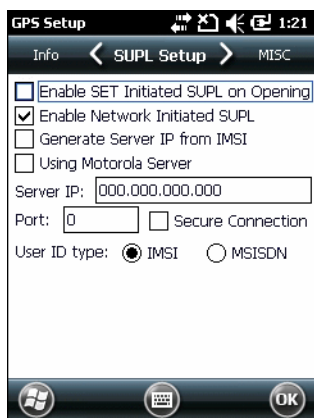 GPS Setup 1:21
Info SUPL Setup MISC
Enable SET Initiated SUPL on Opening
Enable Network Initiated SUPL
Generate Server IP from IMSI
Using Motorola Server
Server IP: 000.000.000.000
Port: 0 Secure Connection
User ID type: IMSI MSISDN
OK